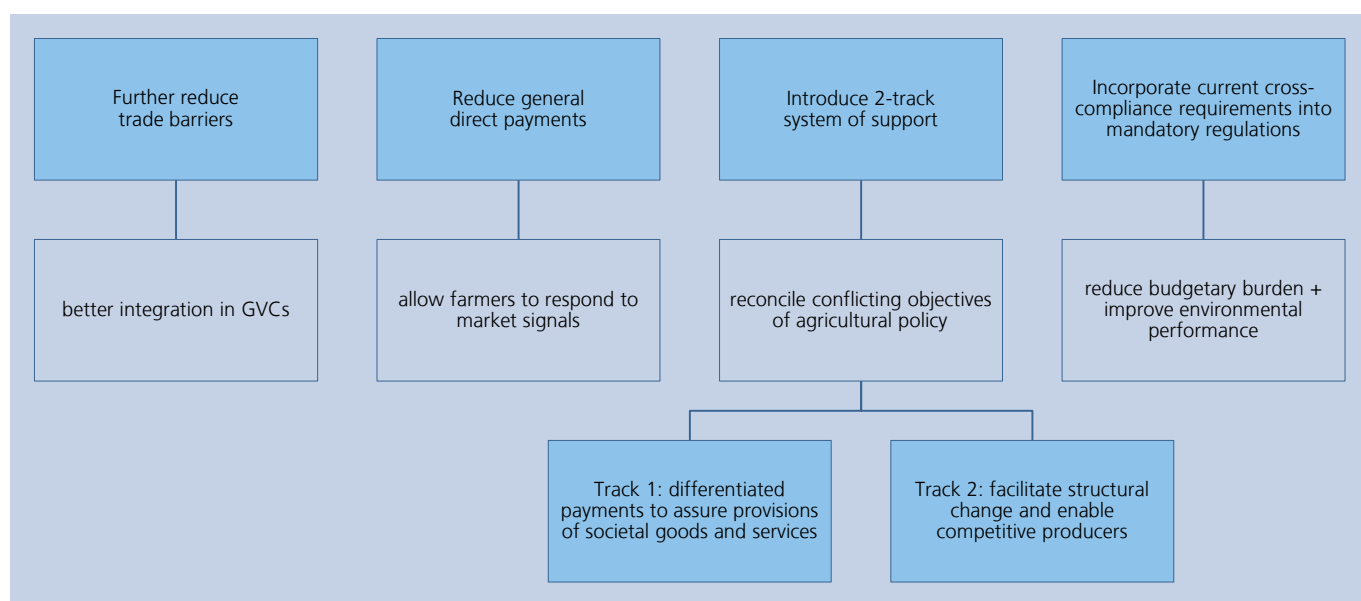 Further reduce
trade barriers
Reduce general
direct payments
Introduce 2-track
system of support
Incorporate current cross-
compliance requirements into
mandatory regulations
better integration in GVCs
allow farmers to respond to
market signals
reconcile conflicting objectives
of agricultural policy
reduce budgetary burden +
improve environmental
performance
Track 1: differentiated
payments to assure provisions
of societal goods and services
Track 2: facilitate structural
change and enable
competitive producers